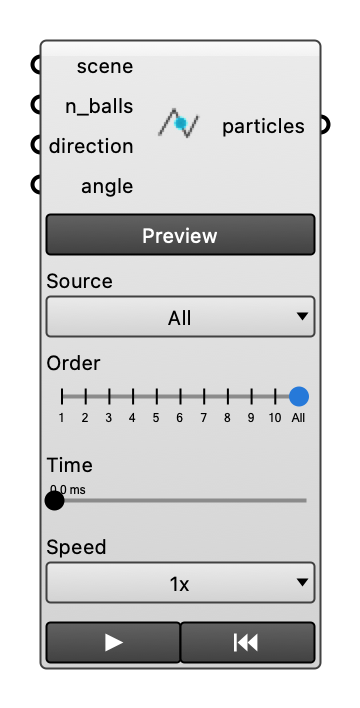 scene
n_balls
direction
angle
particles
Preview
Source
All
Order
1 2 3 4 5 6 7 8 9 10 All
Time
0.0 ms
Speed
1x